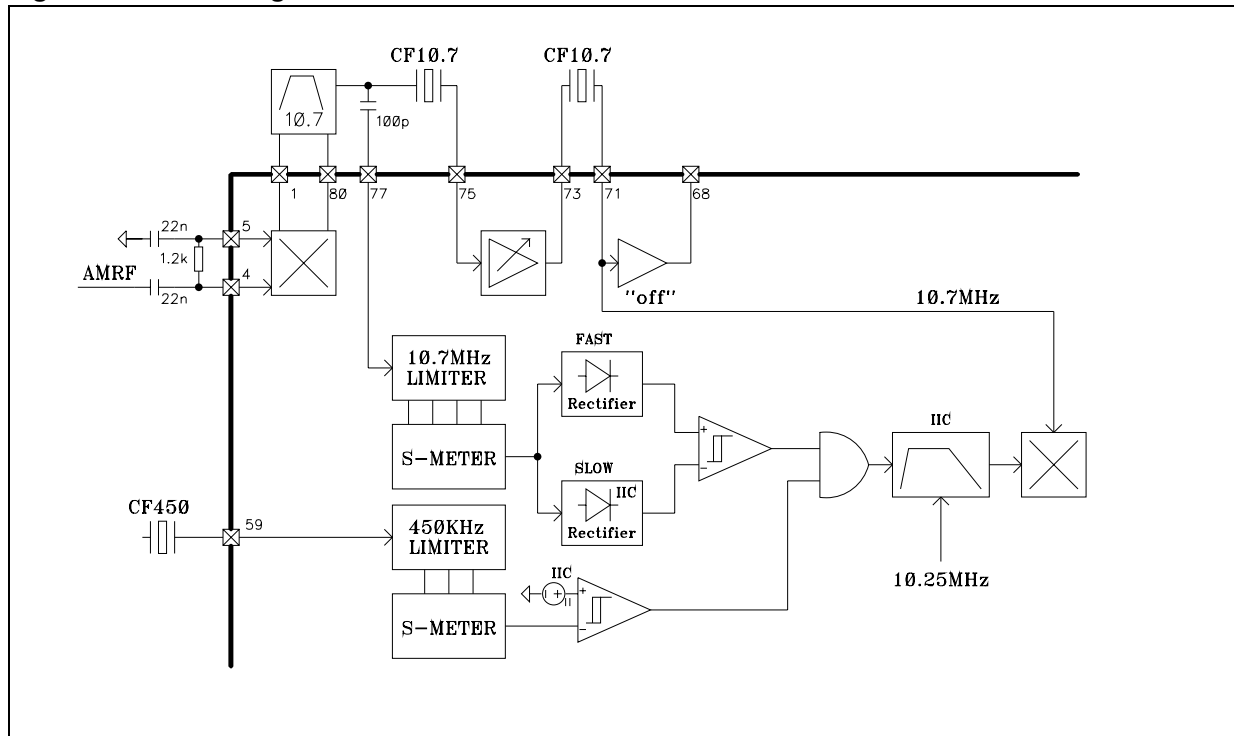 CF10.7
CF10.7
10.7
100p
1
80
77
75
73
71
68
22n
5
1.2k
4
AMRF
22n
"off"
10.7MHz
10.7MHz
LIMITER
FAST
Rectifier
+
-
IIC
S-METER
SLOW
IIC
Rectifier
CF450
59
450KHz
LIMITER
IIC
+
+
-
S-METER
10.25MHz